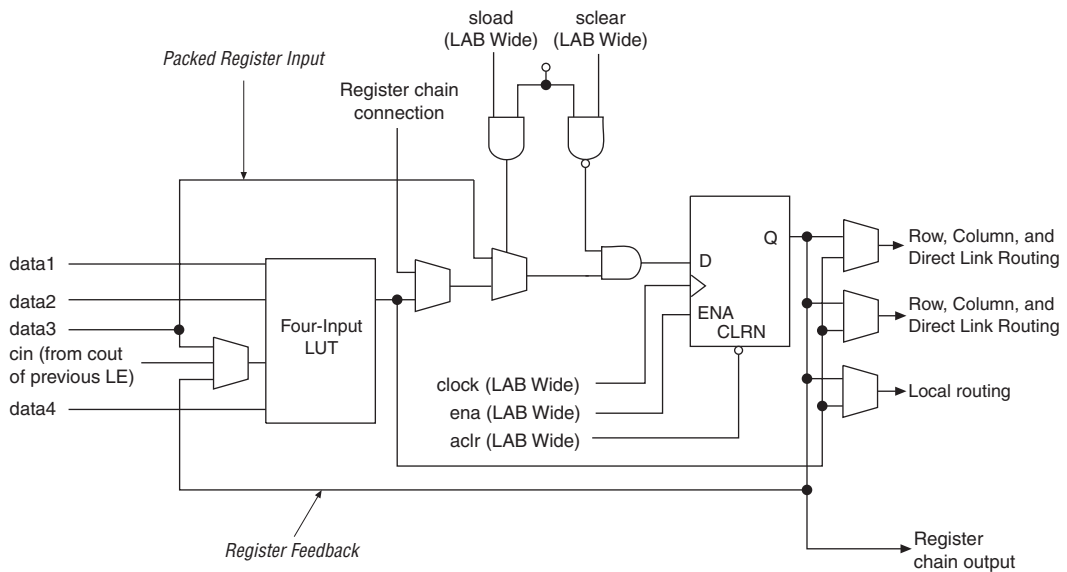 sload
(LAB Wide)
sclear
(LAB Wide)
Packed Register Input
Register chain
connection
data1
data2
data3
cin (from cout
of previous LE)
data4
Four-Input
LUT
Q
D
ENA
CLRN
clock (LAB Wide)
ena (LAB Wide)
aclr (LAB Wide)
Row, Column, and
Direct Link Routing
Row, Column, and
Direct Link Routing
Local routing
Register Feedback
Register
chain output